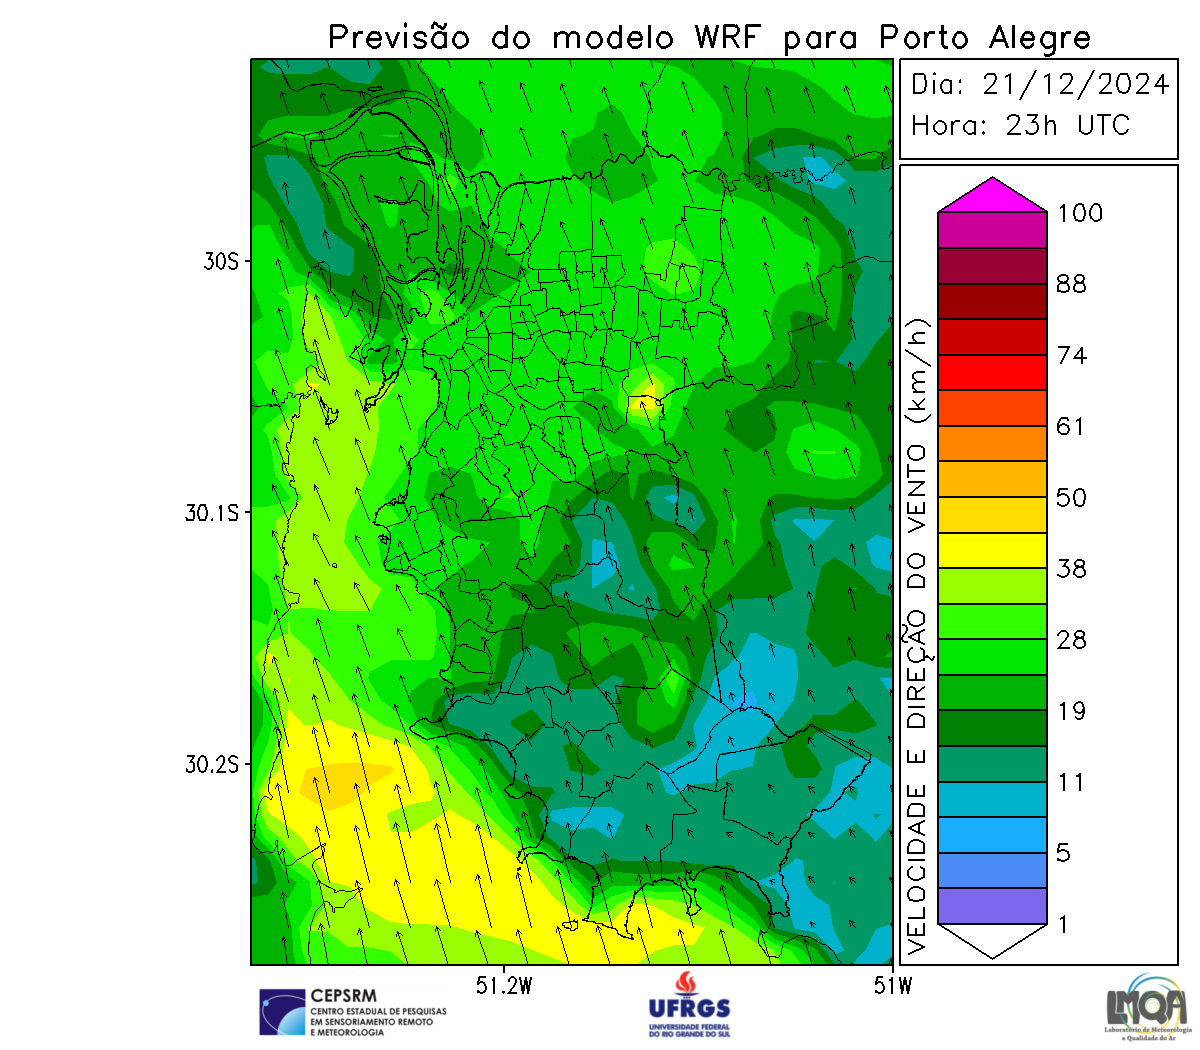 Previsão do modelo WRF para Porto Alegre
Dia: 21/12/2024
Hora: 23h UTC
30S
30.1S
30.2S
51.2W
51W
VELOCIDADE E DIREÇÃO DO VENTO (km/h)
100
88
74
61
50
38
28
19
11
5
1
CEPSRM
CENTRO ESTADUAL DE PESQUISAS
EM SENSORIAMENTO REMOTO
E METEOROLOGIA
UFRGS
UNIVERSIDADE FEDERAL
DO RIO GRANDE DO SUL
LMQA
Laboratório de Meteorologia
e Qualidade do Ar